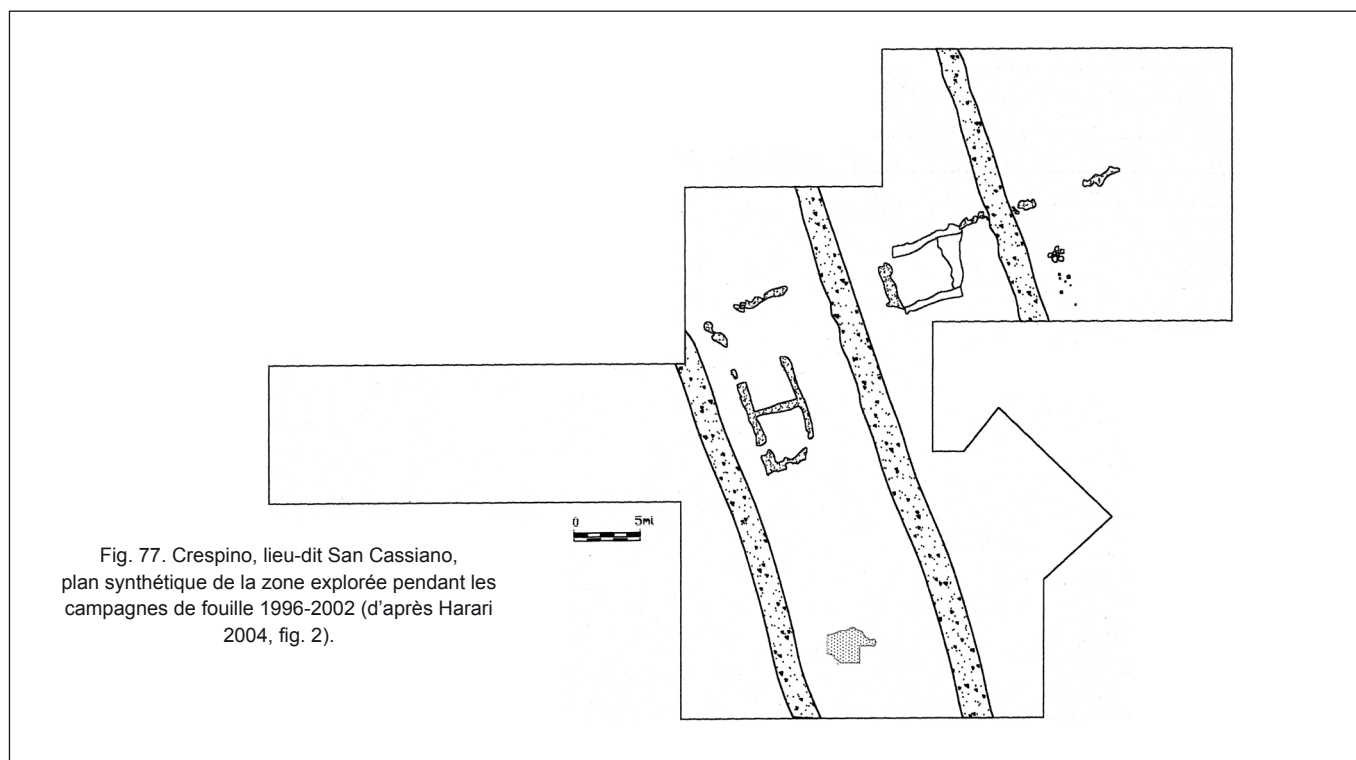 0 5mi
Fig. 77. Crespino, lieu-dit San Cassiano,
plan synthétique de la zone explorée pendant les
campagnes de fouille 1996-2002 (d'après Harari
2004, fig. 2).